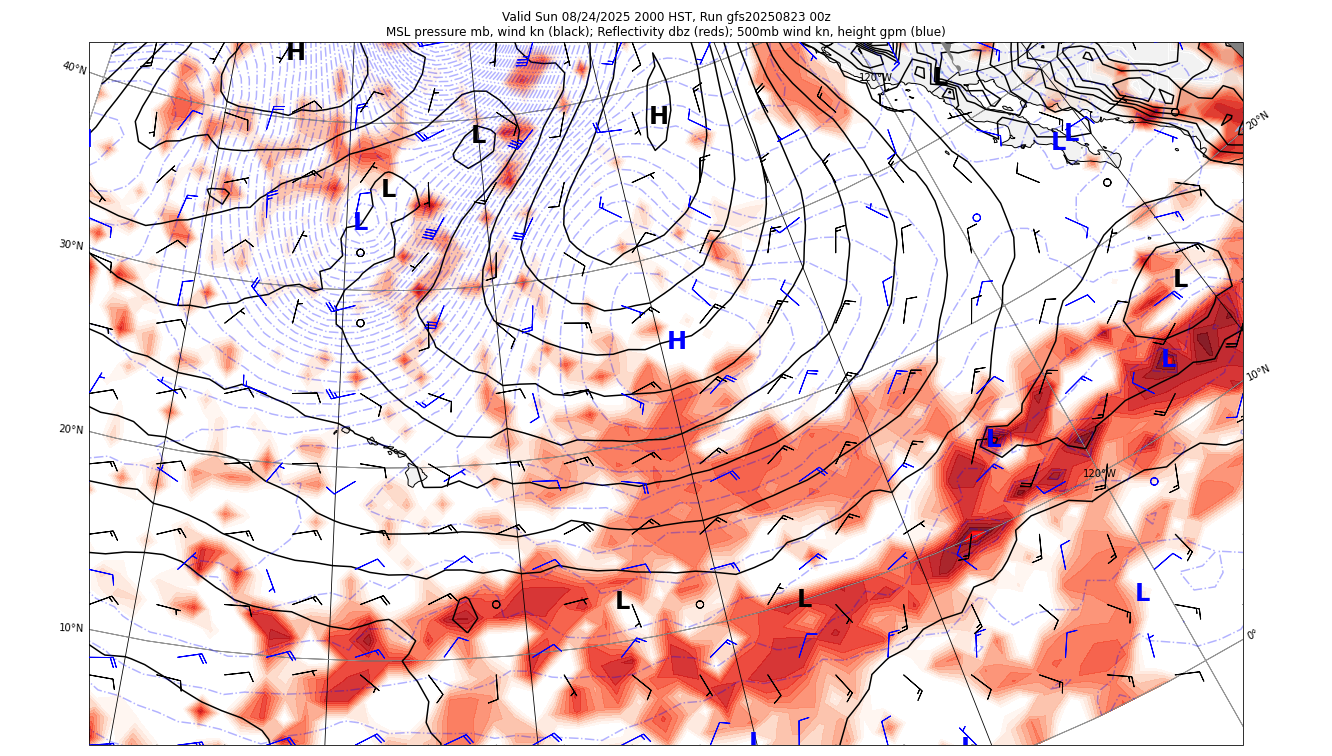 Valid Sun 08/24/2025 2000 HST, Run gfs20250823 00z
MSL pressure mb, wind kn (black); Reflectivity dbz (reds); 500mb wind kn, height gpm (blue)
H
40°N
120°W
L
H
20°N
L
L
L
L
L
30°N
L
H
L
10°N
20°N
L
120°W
L
L
L
10°N
0°
L
L